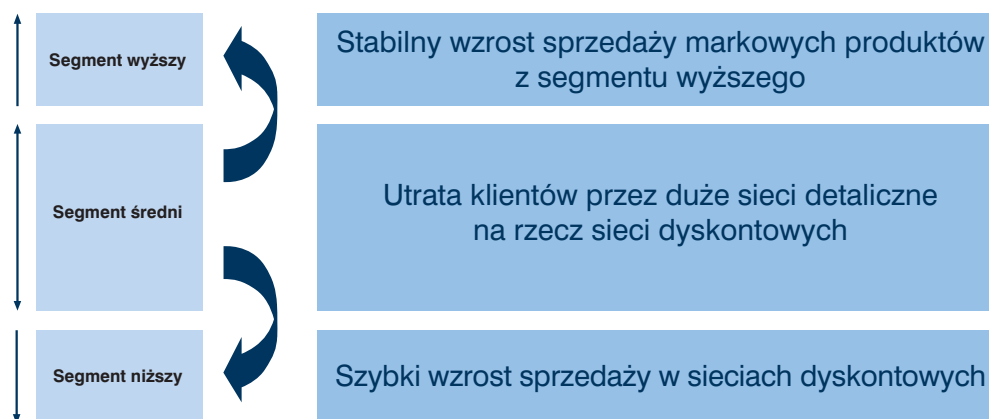 Segment wyższy
Stabilny wzrost sprzedaży markowych produktów
z segmentu wyższego
Segment średni
Utrata klientów przez duże sieci detaliczne
na rzecz sieci dyskontowych
Segment niższy
Szybki wzrost sprzedaży w sieciach dyskontowych